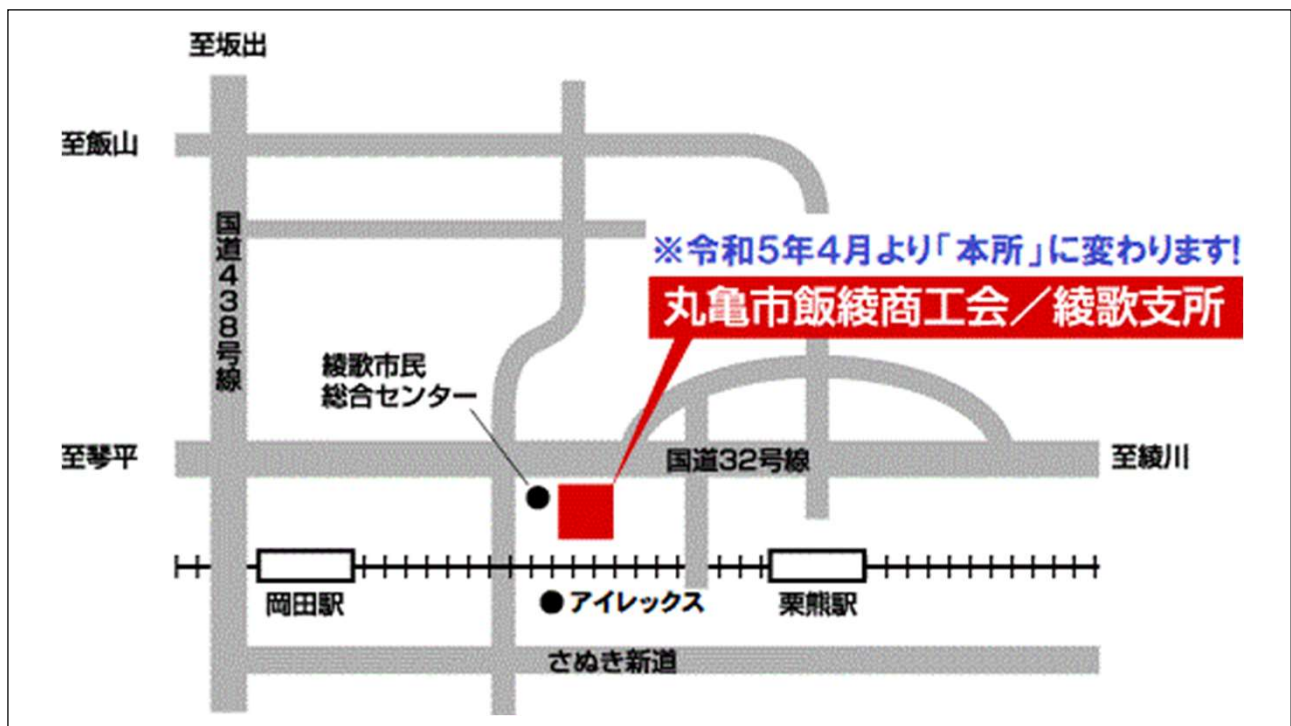 至坂出
至飯山
国道438号線
※令和5年4月より「本所」に変わります!
丸亀市飯綾商工会/綾歌支所
綾歌市民
総合センター
至琴平
国道32号線
至綾川
岡田駅
アイレックス
栗熊駅
さぬき新道